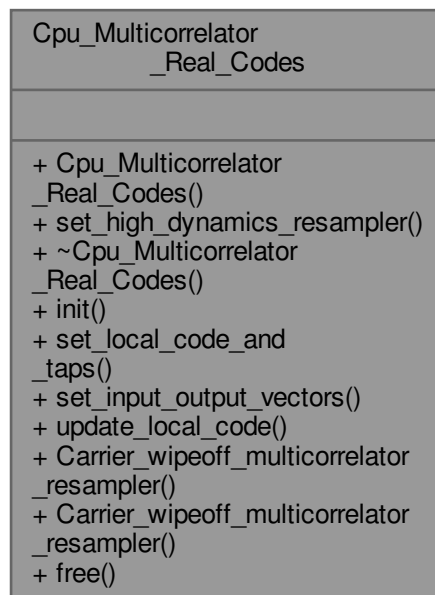 Cpu_Multicorrelator
_Real_Codes
+ Cpu_Multicorrelator
_Real_Codes()
+ set_high_dynamics_resampler()
+ ~Cpu_Multicorrelator
_Real_Codes()
+ init()
+ set_local_code_and
_taps()
+ set_input_output_vectors()
+ update_local_code()
+ Carrier_wipeoff_multicorrelator
_resampler()
+ Carrier_wipeoff_multicorrelator
_resampler()
+ free()